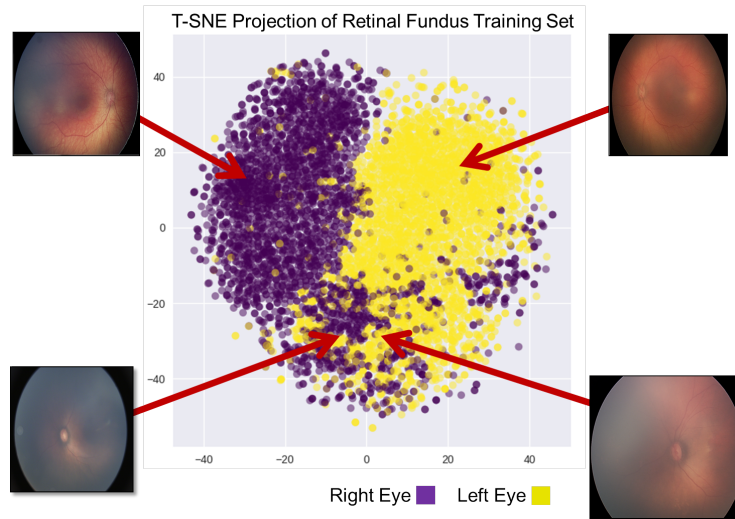 T-SNE Projection of Retinal Fundus Training Set
40
20
0
−20
−40
−40 −20 0 20 40
Right Eye Left Eye